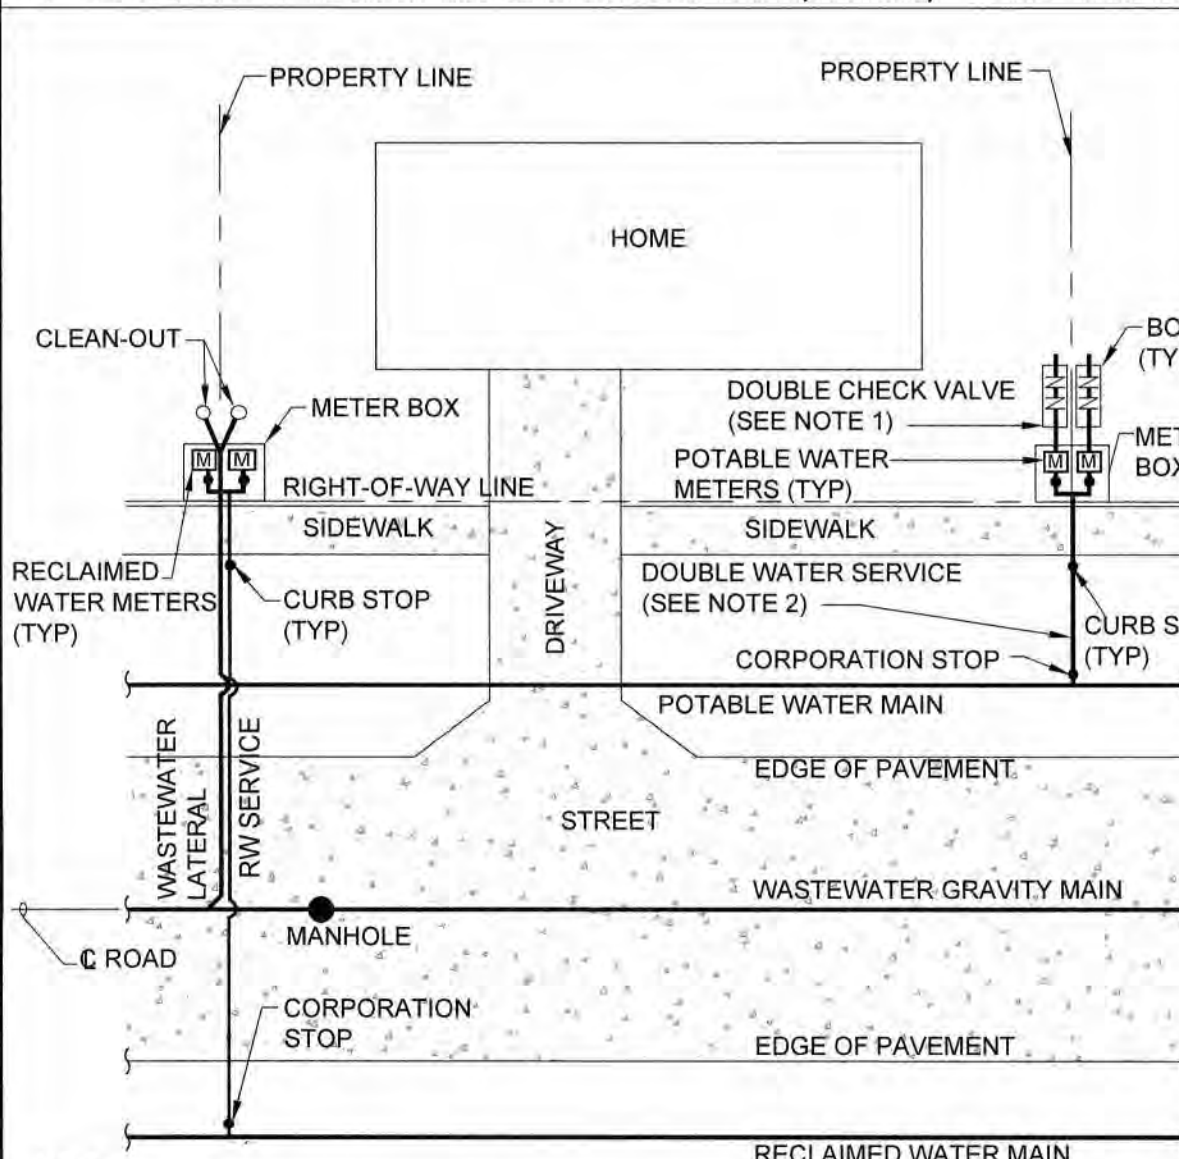 PROPERTY LINE
PROPERTY LINE
HOME
CLEAN-OUT
METER BOX
DOUBLE CHECK VALVE
(SEE NOTE 1)
M
M
RIGHT-OF-WAY LINE
POTABLE WATER
METERS (TYP)
M
M
SIDEWALK
SIDEWALK
DRIVEWAY
RECLAIMED
WATER METERS
(TYP)
CURB STOP
(TYP)
DOUBLE WATER SERVICE
(SEE NOTE 2)
CURB S
(TYP)
CORPORATION STOP
POTABLE WATER MAIN
WASTEWATER
LATERAL
RW SERVICE
EDGE OF PAVEMENT
STREET
WASTEWATER GRAVITY MAIN
MANHOLE
℄ ROAD
CORPORATION
STOP
EDGE OF PAVEMENT
RECLAIMED WATER MAIN